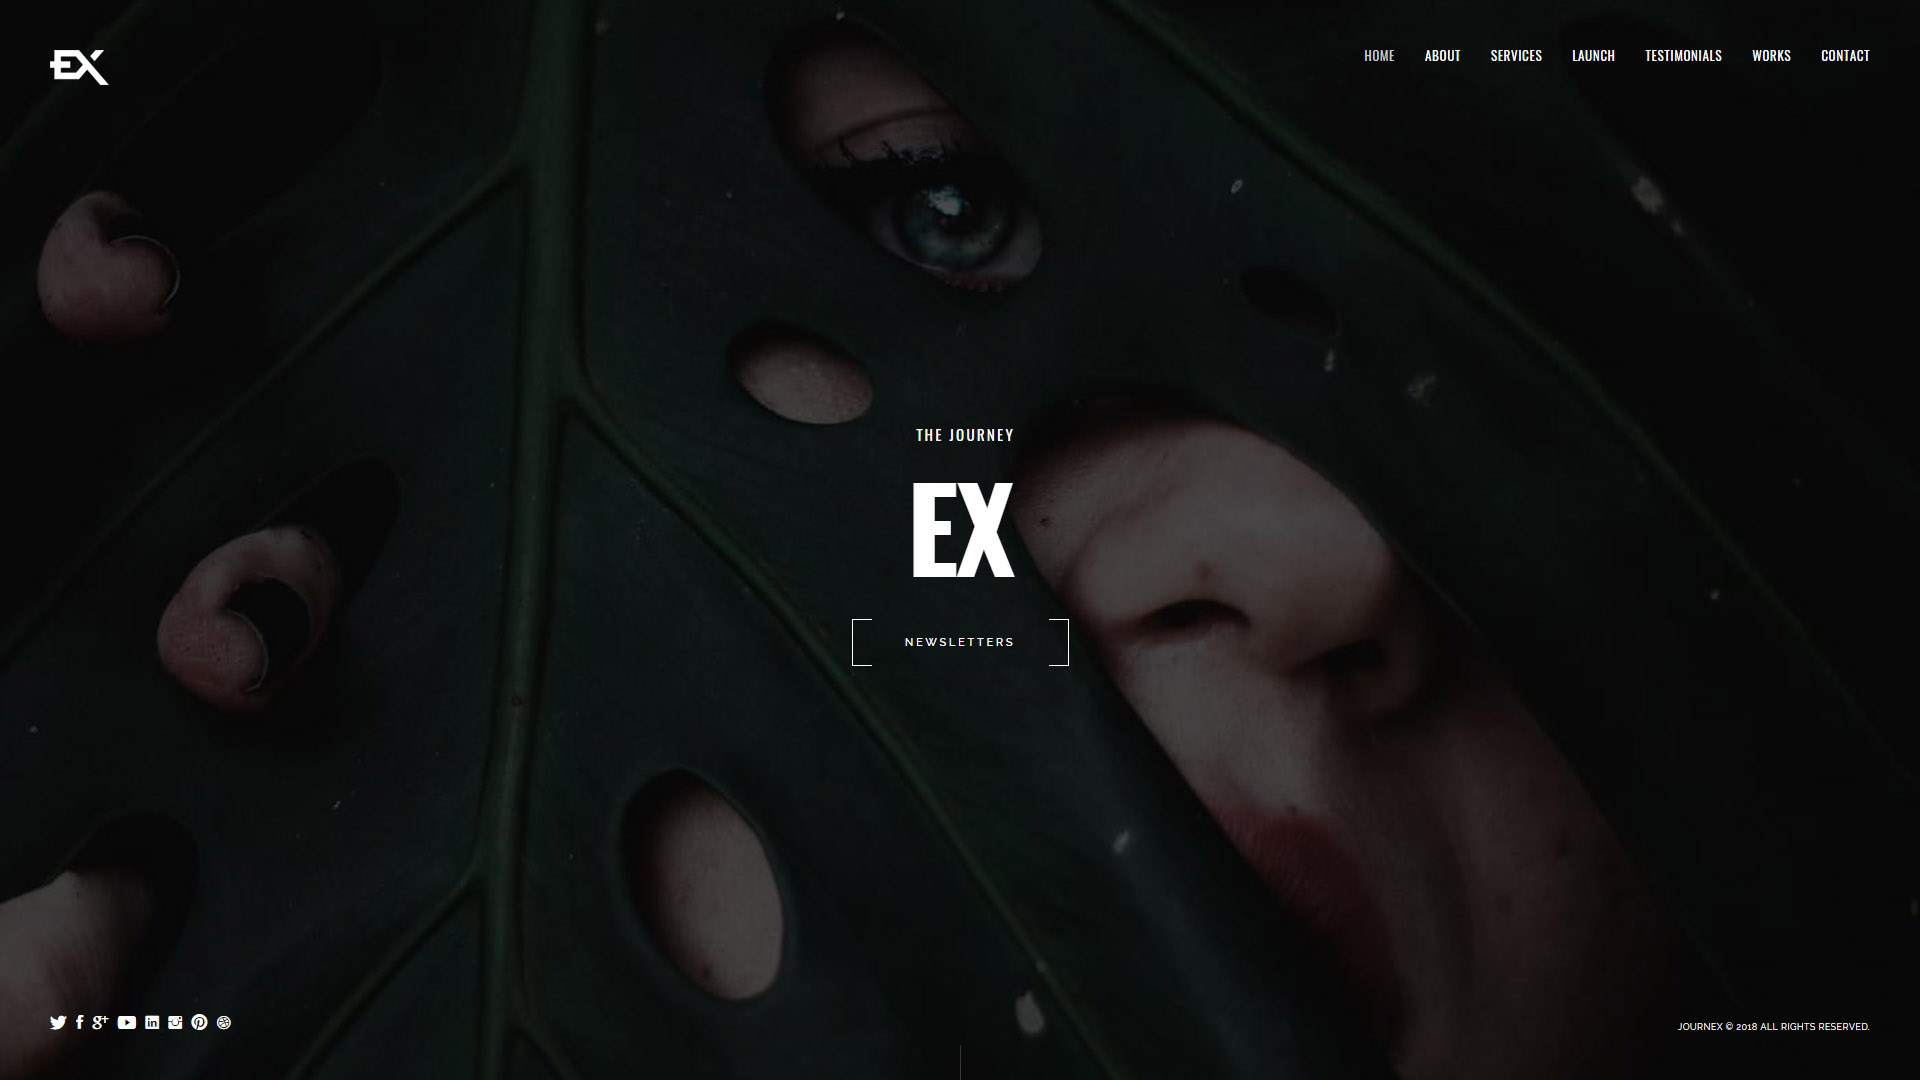 EX
HOME ABOUT SERVICES LAUNCH TESTIMONIALS WORKS CONTACT
THE JOURNEY
EX
NEWSLETTERS
JOURNEX © 2018 ALL RIGHTS RESERVED.